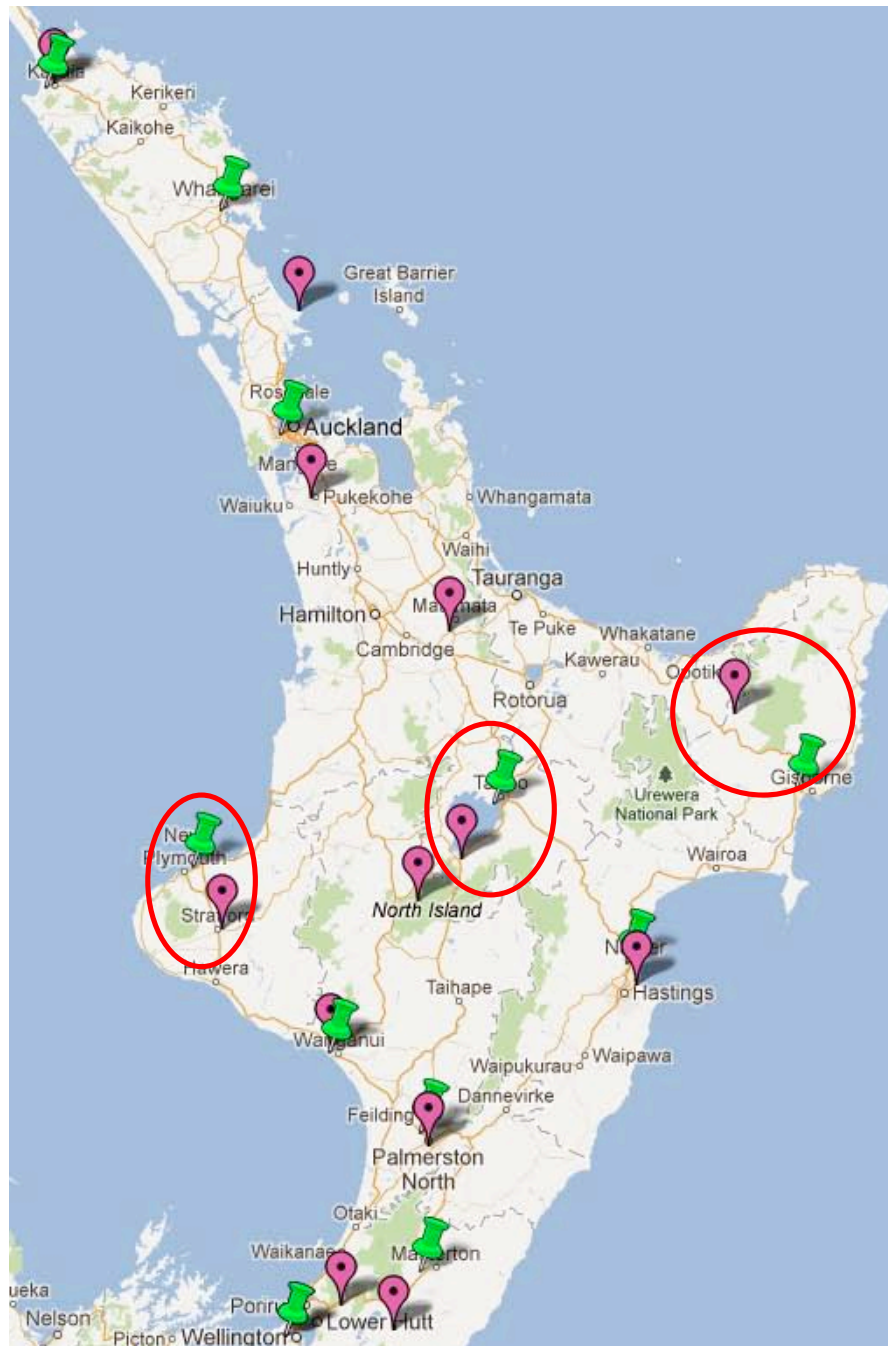 Kerikeri
Kaikohe
Great Barrier
Island
Auckland
Pukekohe
Waiuku
Whangamata
Waihi
Huntly
Tauranga
Hamilton
Te Puke
Whakatane
Cambridge
Kawerau
Rotorua
Urewera
National Park
Plymouth
Wairoa
North Island
Hawera
Taihape
Hastings
Waipukurau
Waipawa
Dannevirke
Feilding
Palmerston
North
Otaki
Waikanae
ueka
Nelson
Picton
Wellington
Lower Hutt